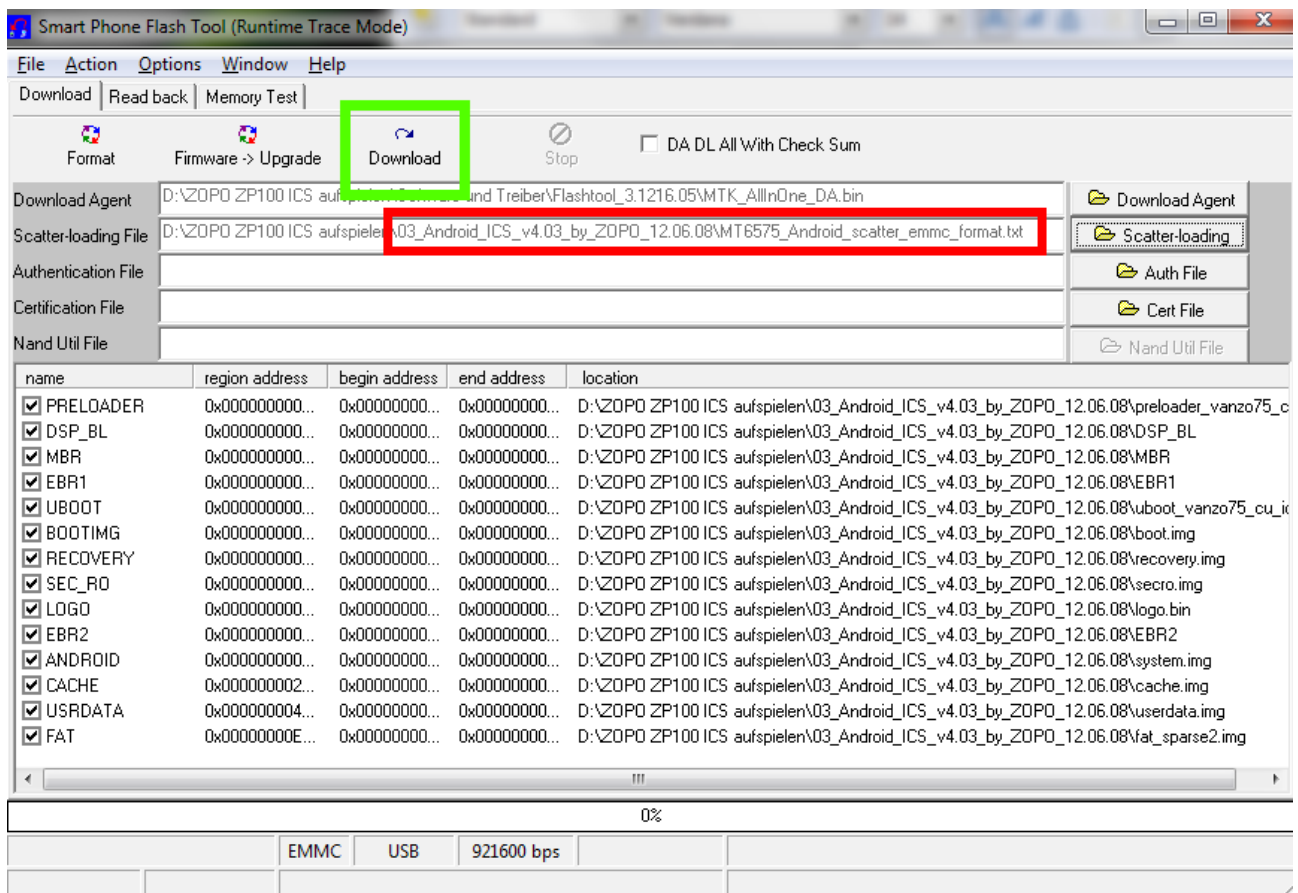 Smart Phone Flash Tool (Runtime Trace Mode)
File Action Options Window Help
Download Read back Memory Test
Format Firmware -> Upgrade Download Stop DA DL All With Check Sum
Download Agent D:\ZOPO ZP100 ICS und Treiber\Flashtool_3.1216.05\MTK_AllInOne_DA.bin Download Agent
Scatter-loading File D:\ZOPO ZP100 ICS aufspielen\03_Android_ICS_v4.03_by_ZOPO_12.06.08\MT6575_Android_scatter_emmc_format.txt Scatter-loading
Authentication File Auth File
Certification File Cert File
Nand Util File Nand Util File
name region address begin address end address location
PRELOADER 0x000000000... 0x00000000... 0x00000000... D:\ZOPO ZP100 ICS aufspielen\03_Android_ICS_v4.03_by_ZOPO_12.06.08\preloader_vanzo75_c
DSP_BL 0x000000000... 0x00000000... 0x00000000... D:\ZOPO ZP100 ICS aufspielen\03_Android_ICS_v4.03_by_ZOPO_12.06.08\DSP_BL
MBR 0x000000000... 0x00000000... 0x00000000... D:\ZOPO ZP100 ICS aufspielen\03_Android_ICS_v4.03_by_ZOPO_12.06.08\MBR
EBR1 0x000000000... 0x00000000... 0x00000000... D:\ZOPO ZP100 ICS aufspielen\03_Android_ICS_v4.03_by_ZOPO_12.06.08\EBR1
UBOOT 0x000000000... 0x00000000... 0x00000000... D:\ZOPO ZP100 ICS aufspielen\03_Android_ICS_v4.03_by_ZOPO_12.06.08\uboot_vanzo75_cu_ic
BOOTIMG 0x000000000... 0x00000000... 0x00000000... D:\ZOPO ZP100 ICS aufspielen\03_Android_ICS_v4.03_by_ZOPO_12.06.08\boot.img
RECOVERY 0x000000000... 0x00000000... 0x00000000... D:\ZOPO ZP100 ICS aufspielen\03_Android_ICS_v4.03_by_ZOPO_12.06.08\recovery.img
SEC_RO 0x000000000... 0x00000000... 0x00000000... D:\ZOPO ZP100 ICS aufspielen\03_Android_ICS_v4.03_by_ZOPO_12.06.08\secro.img
LOGO 0x000000000... 0x00000000... 0x00000000... D:\ZOPO ZP100 ICS aufspielen\03_Android_ICS_v4.03_by_ZOPO_12.06.08\logo.bin
EBR2 0x000000000... 0x00000000... 0x00000000... D:\ZOPO ZP100 ICS aufspielen\03_Android_ICS_v4.03_by_ZOPO_12.06.08\EBR2
ANDROID 0x000000000... 0x00000000... 0x00000000... D:\ZOPO ZP100 ICS aufspielen\03_Android_ICS_v4.03_by_ZOPO_12.06.08\system.img
CACHE 0x000000002... 0x00000000... 0x00000000... D:\ZOPO ZP100 ICS aufspielen\03_Android_ICS_v4.03_by_ZOPO_12.06.08\cache.img
USRDATA 0x000000004... 0x00000000... 0x00000000... D:\ZOPO ZP100 ICS aufspielen\03_Android_ICS_v4.03_by_ZOPO_12.06.08\userdata.img
FAT 0x00000000E... 0x00000000... 0x00000000... D:\ZOPO ZP100 ICS aufspielen\03_Android_ICS_v4.03_by_ZOPO_12.06.08\fat_sparse2.img
0%
EMMC USB 921600 bps